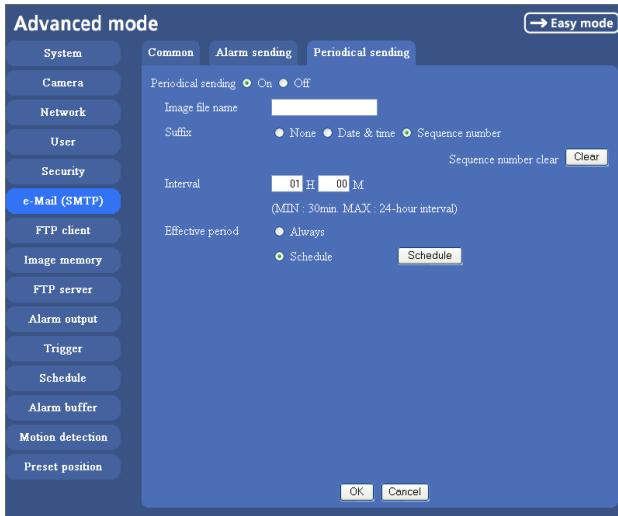 Advanced mode
Easy mode
System
Camera
Network
User
Security
e-Mail (SMTP)
FTP client
Image memory
FTP server
Alarm output
Trigger
Schedule
Alarm buffer
Motion detection
Preset position
Common Alarm sending Periodical sending
Periodical sending On Off
Image file name
Suffix None Date & time Sequence number
Sequence number clear Clear
Interval 01 H 00 M
(MIN : 30min. MAX : 24-hour interval)
Effective period Always
Schedule Schedule
OK Cancel